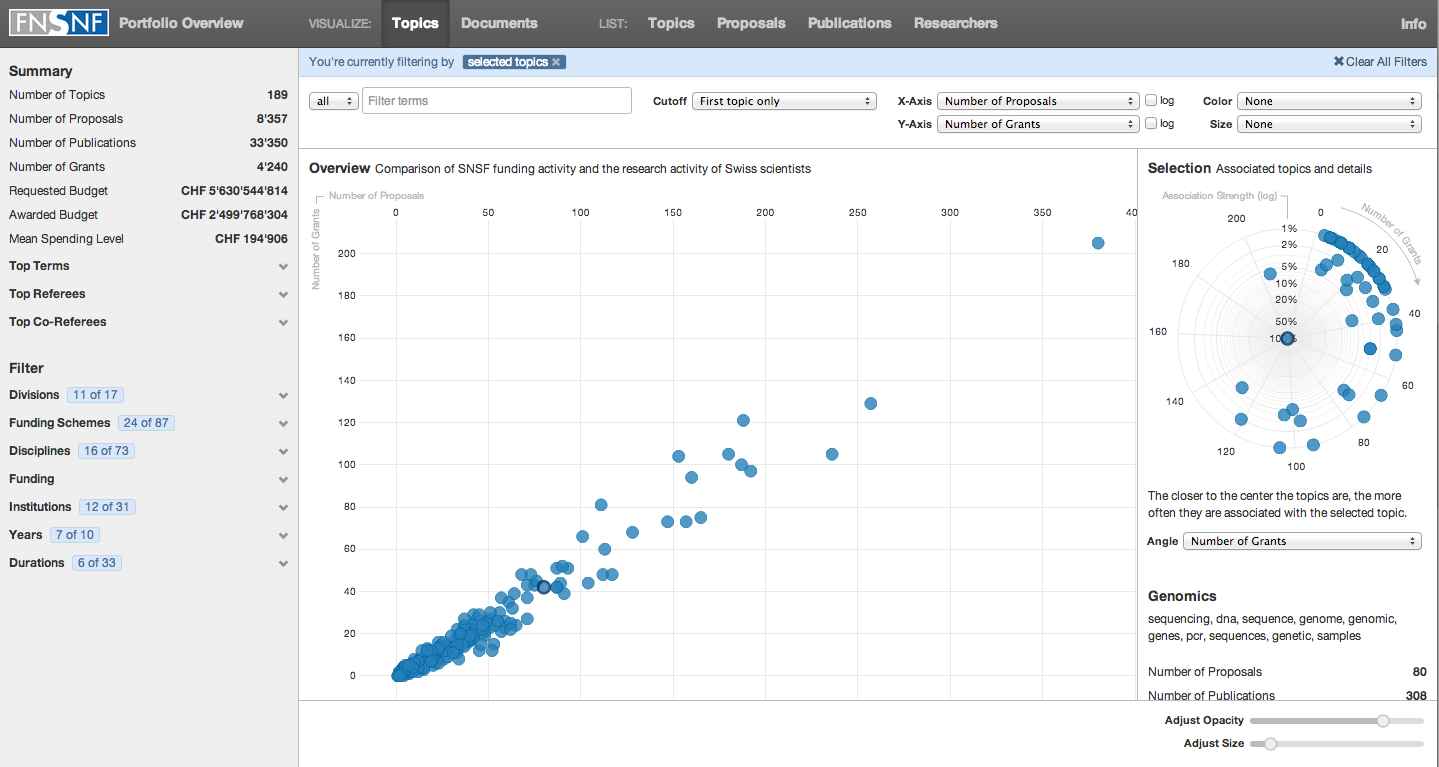 FNSNF Portfolio Overview VISUALIZE: Topics Documents LIST: Topics Proposals Publications Researchers Info
You're currently filtering by selected topics × ✖Clear All Filters
Summary
Number of Topics 189
Number of Proposals 8'357
Number of Publications 33'350
Number of Grants 4'240
Requested Budget CHF 5'630'544'814
Awarded Budget CHF 2'499'768'304
Mean Spending Level CHF 194'906
Top Terms
Top Referees
Top Co-Referees
Filter
Divisions 11 of 17
Funding Schemes 24 of 87
Disciplines 16 of 73
Funding
Institutions 12 of 31
Years 7 of 10
Durations 6 of 33
all Filter terms Cutoff First topic only X-Axis Number of Proposals log Color None
Y-Axis Number of Grants log Size None
Overview Comparison of SNSF funding activity and the research activity of Swiss scientists
Number of Proposals
0 50 100 150 200 250 300 350 40
Number of Grants
200
180
160
140
120
100
80
60
40
20
0
Selection Associated topics and details
Association Strength (log)
Number of Grants
0
20
40
60
80
100
120
140
160
180
200
1%
2%
5%
10%
20%
50%
The closer to the center the topics are, the more
often they are associated with the selected topic.
Angle Number of Grants
Genomics
sequencing, dna, sequence, genome, genomic,
genes, pcr, sequences, genetic, samples
Number of Proposals 80
Number of Publications 308
Adjust Opacity
Adjust Size